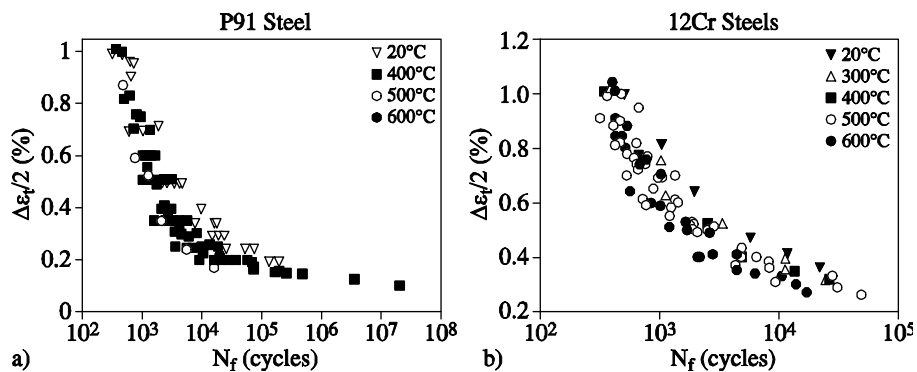 P91 Steel
1
0.8
0.6
0.4
0.2
0
10² 10³ 10⁴ 10⁵ 10⁶ 10⁷ 10⁸
Δεt/2 (%)
Nf (cycles)
20°C
400°C
500°C
600°C
a)
12Cr Steels
1.2
1.0
0.8
0.6
0.4
0.2
10² 10³ 10⁴ 10⁵
Δεt/2 (%)
Nf (cycles)
20°C
300°C
400°C
500°C
600°C
b)